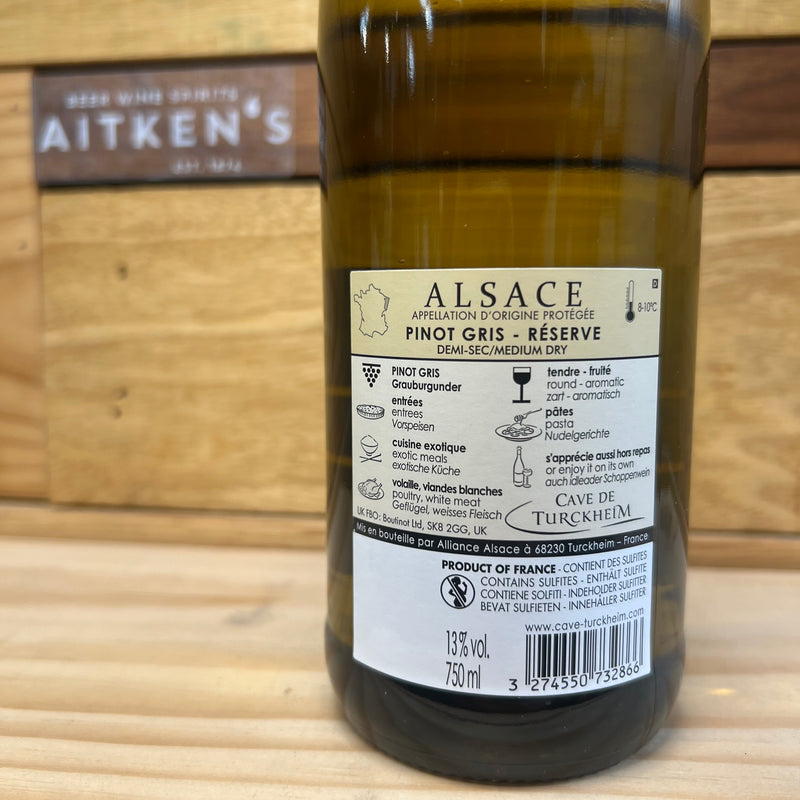 BEER WINE SPIRITS
AITKEN'S
EST. 1874
ALSACE
APPELLATION D'ORIGINE PROTÉGÉE
PINOT GRIS - RÉSERVE
DEMI-SEC/MEDIUM DRY
8-10°C
D
PINOT GRIS
Grauburgunder
entrées
entrees
Vorspeisen
cuisine exotique
exotic meals
exotische Küche
volaille, viandes blanches
poultry, white meat
Geflügel, weisses Fleisch
tendre - fruité
round - aromatic
zart - aromatisch
pâtes
pasta
Nudelgerichte
s'apprécie aussi hors repas
or enjoy it on its own
auch idleader Schoppenwein
CAVE DE
TURCKHEIM
UK FBO: Boutinot Ltd, SK8 2GG, UK
Mis en bouteille par Alliance Alsace à 68230 Turckheim – France
PRODUCT OF FRANCE - CONTIENT DES SULFITES
CONTAINS SULFITES - ENTHÄLT SULFITE
CONTIENE SOLFITI - INDEHOLDER SULFITTER
BEVAT SULFIETEN - INNEHÅLLER SULFITER
www.cave-turckheim.com
13% vol.
750 ml
3 274550 732866